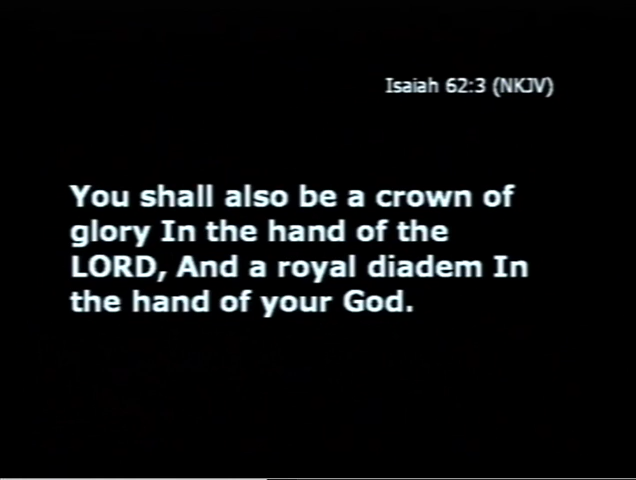 Isaiah 62:3 (NKJV)
You shall also be a crown of
glory In the hand of the
LORD, And a royal diadem In
the hand of your God.